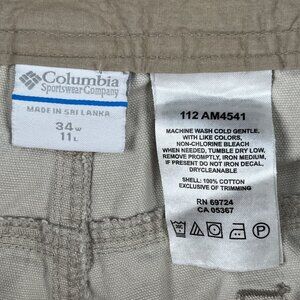 Columbia
Sportswear Company
MADE IN SRI LANKA
34 W
11 L
112 AM4541
MACHINE WASH COLD GENTLE,
WITH LIKE COLORS,
NON-CHLORINE BLEACH
WHEN NEEDED, TUMBLE DRY LOW,
REMOVE PROMPTLY, IRON MEDIUM,
IF PRESENT DO NOT IRON DECAL,
DRYCLEANABLE
SHELL: 100% COTTON
EXCLUSIVE OF TRIMMING
RN 69724
CA 05367